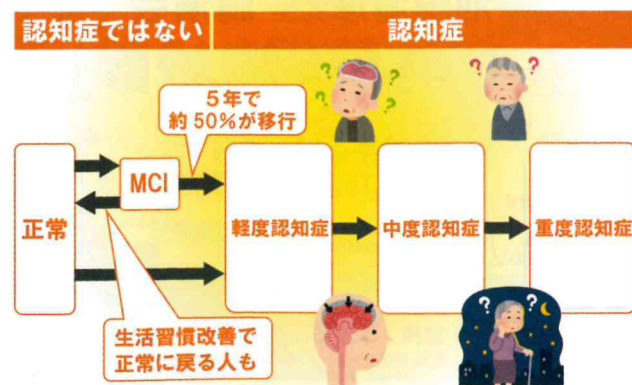 認知症ではない
認知症
5年で
約50%が移行
正常
MCI
軽度認知症
中度認知症
重度認知症
生活習慣改善で
正常に戻る人も